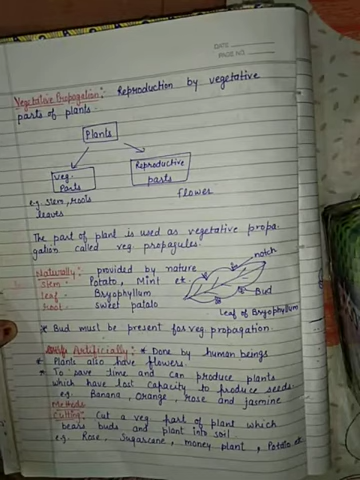 DATE
PAGE NO.
Vegetative Propagation: Reproduction by vegetative
parts of plants.
Plants
Veg. Parts
Reproductive parts
e.g. stem, roots
leaves
flower
The part of plant is used as vegetative propa-
gation called veg. propagules.
Naturally: provided by nature
Stem - Potato, Mint etc
leaf - Bryophyllum
Root - sweet patato
notch
Bud
Leaf of Bryophyllum
* Bud must be present for veg. propagation.
Artificially: * Done by human beings
* Plants also have flowers.
* To save time and can produce plants
which have lost capacity to produce seeds.
eg. Banana, Orange, rose and jasmine
Methods
Cutting: Cut a veg. part of plant which
bears buds and plant into soil
e.g. Rose, Sugarcane, money plant, Potato etc.